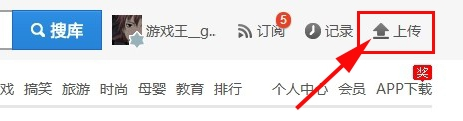 搜库 游戏王__g.. 订阅 5 记录 上传
奖
戏 搞笑 旅游 时尚 母婴 教育 排行 个人中心 会员 APP下载